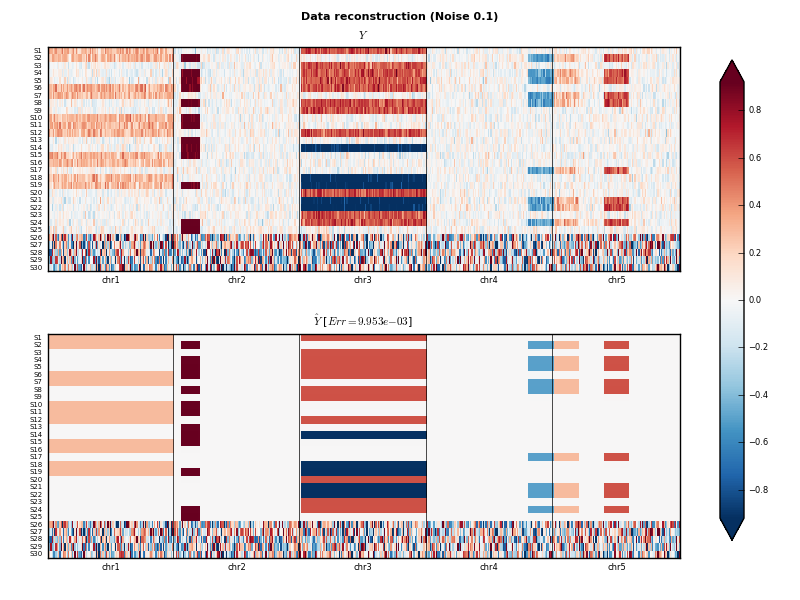 Data reconstruction (Noise 0.1)
Y
S1
S2
S3
S4
S5
S6
S7
S8
S9
S10
S11
S12
S13
S14
S15
S16
S17
S18
S19
S20
S21
S22
S23
S24
S25
S26
S27
S28
S29
S30
chr1 chr2 chr3 chr4 chr5
Ŷ [Err = 9.953e−03]
S1
S2
S3
S4
S5
S6
S7
S8
S9
S10
S11
S12
S13
S14
S15
S16
S17
S18
S19
S20
S21
S22
S23
S24
S25
S26
S27
S28
S29
S30
chr1 chr2 chr3 chr4 chr5
0.8
0.6
0.4
0.2
0.0
−0.2
−0.4
−0.6
−0.8